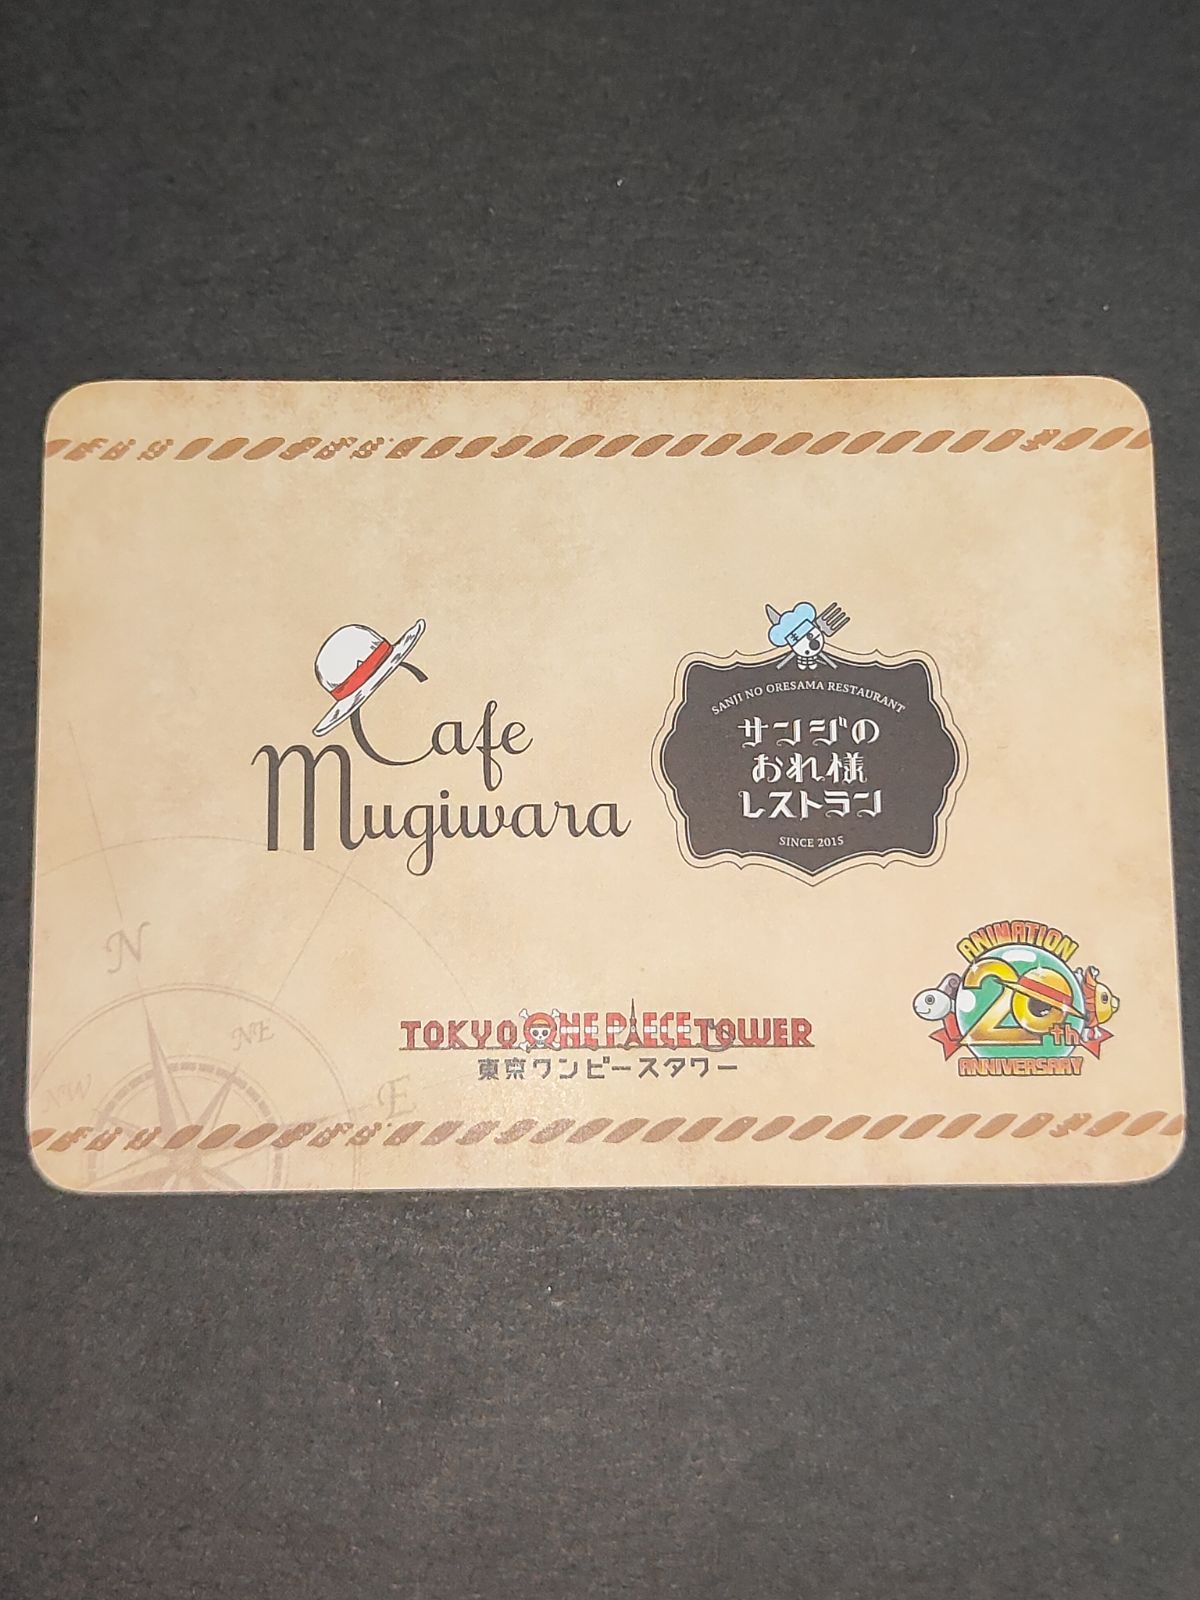 Cafe
Mugiwara
SANJI NO ORESAMA RESTAURANT
サンジの
おれ様
レストラン
SINCE 2015
N
NE
NW
E
TOKYO ONE PIECE TOWER
東京ワンピースタワー
ANIMATION
20th
ANNIVERSARY